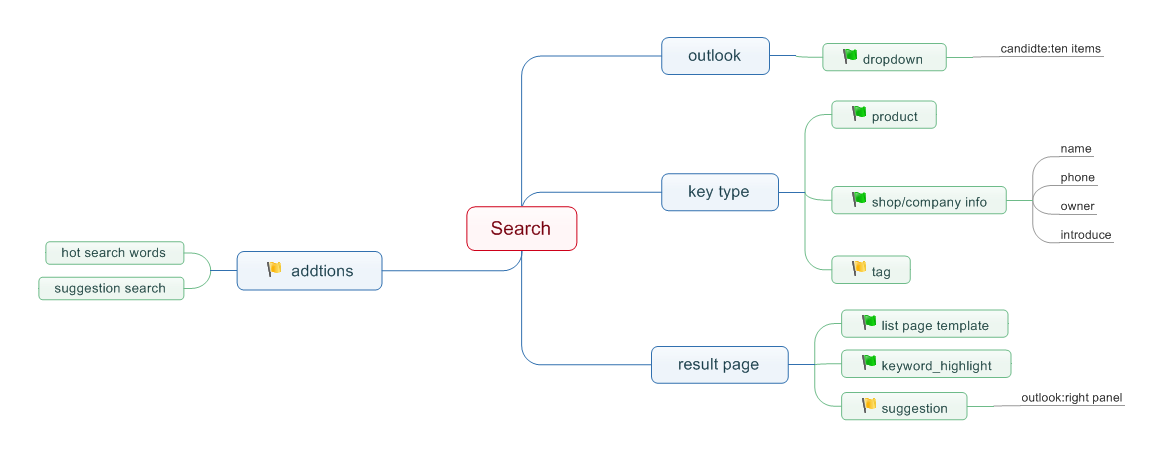 outlook
dropdown
candidte:ten items
product
key type
shop/company info
name
phone
owner
introduce
tag
Search
hot search words
suggestion search
addtions
result page
list page template
keyword_highlight
suggestion
outlook:right panel